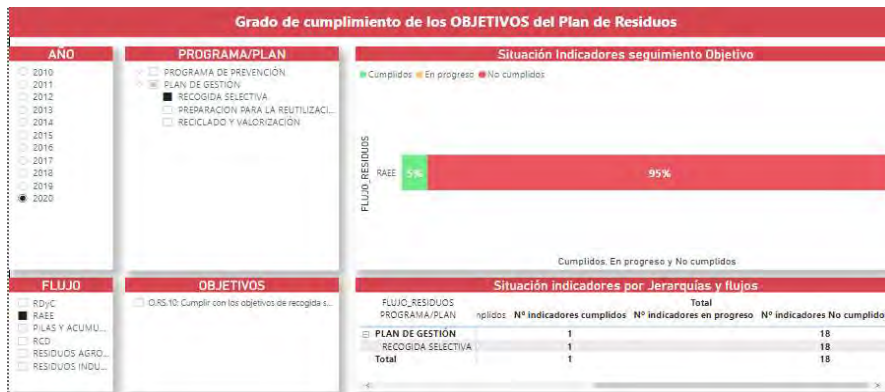 Grado de cumplimiento de los OBJETIVOS del Plan de Residuos
AÑO
2010
2011
2012
2013
2014
2015
2016
2017
2018
2019
2020
PROGRAMA/PLAN
PROGRAMA DE PREVENCIÓN
PLAN DE GESTIÓN
RECOGIDA SELECTIVA
PREPARACION PARA LA REUTILIZACI...
RECICLADO Y VALORIZACIÓN
Situación Indicadores seguimiento Objetivo
Cumplidos En progreso No cumplidos
FLUJO_RESIDUOS
RAEE 5% 95%
Cumplidos, En progreso y No cumplidos
FLUJO
RDyC
RAEE
PILAS Y ACUMU...
RCD
RESIDUOS AGRO...
RESIDUOS INDU...
OBJETIVOS
O.RS.10: Cumplir con los objetivos de recogida s...
Situación indicadores por Jerarquías y flujos
FLUJO_RESIDUOS Total
PROGRAMA/PLAN nplidos Nº indicadores cumplidos Nº indicadores en progreso Nº indicadores No cumplido
PLAN DE GESTIÓN 1 18
RECOGIDA SELECTIVA 1 18
Total 1 18